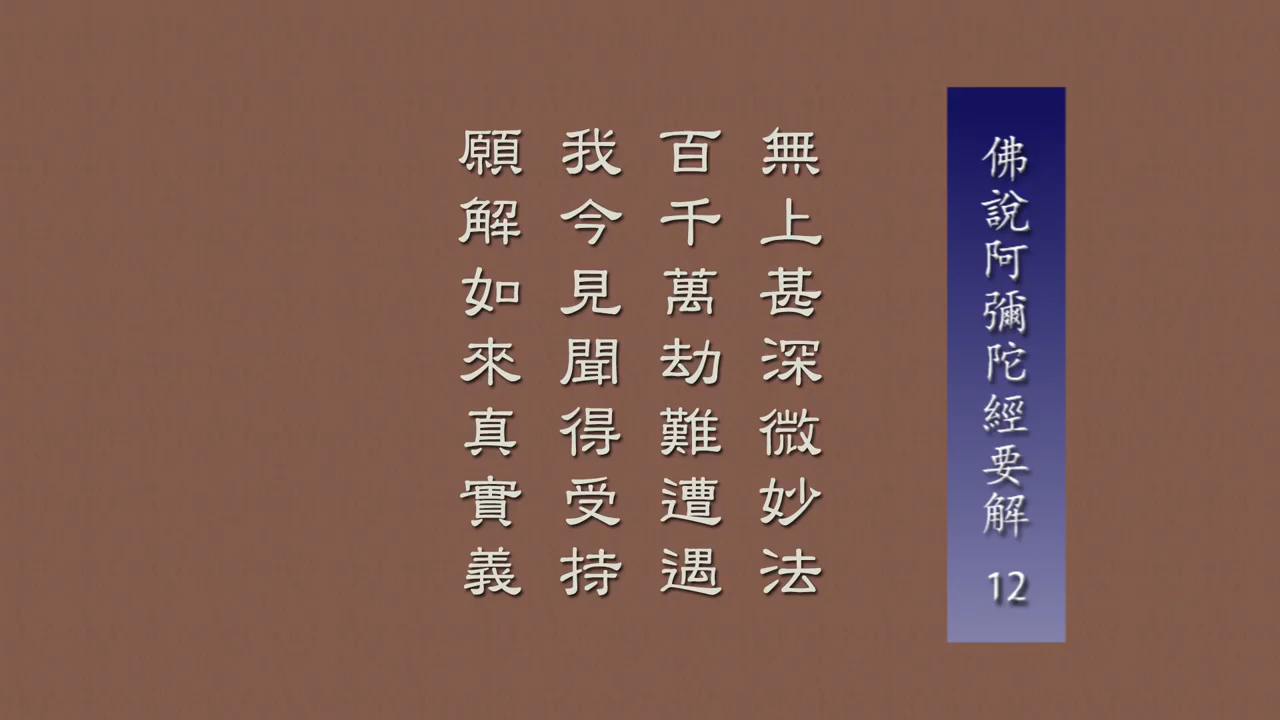 佛說阿彌陀經要解 12
無上甚深微妙法
百千萬劫難遭遇
我今見聞得受持
願解如來真實義